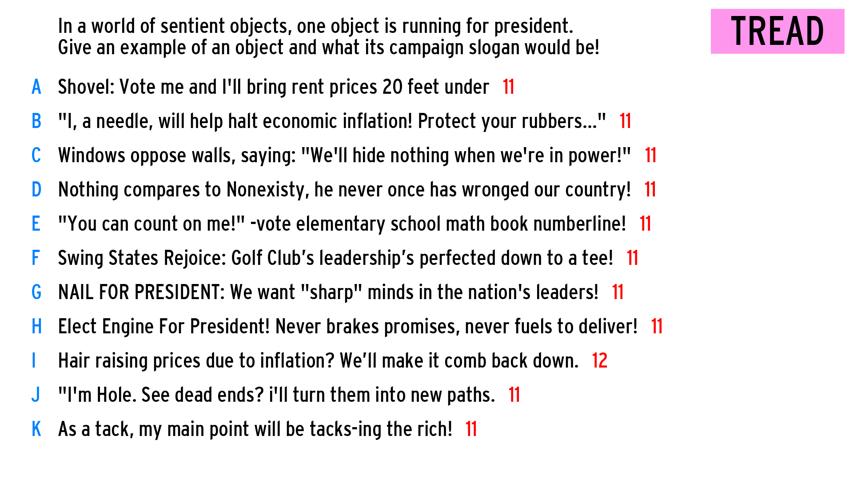 In a world of sentient objects, one object is running for president.
Give an example of an object and what its campaign slogan would be!
TREAD
A Shovel: Vote me and I'll bring rent prices 20 feet under 11
B "I, a needle, will help halt economic inflation! Protect your rubbers..." 11
C Windows oppose walls, saying: "We'll hide nothing when we're in power!" 11
D Nothing compares to Nonexisty, he never once has wronged our country! 11
E "You can count on me!" -vote elementary school math book numberline! 11
F Swing States Rejoice: Golf Club’s leadership’s perfected down to a tee! 11
G NAIL FOR PRESIDENT: We want "sharp" minds in the nation's leaders! 11
H Elect Engine For President! Never brakes promises, never fuels to deliver! 11
I Hair raising prices due to inflation? We’ll make it comb back down. 12
J "I'm Hole. See dead ends? i'll turn them into new paths. 11
K As a tack, my main point will be tacks-ing the rich! 11